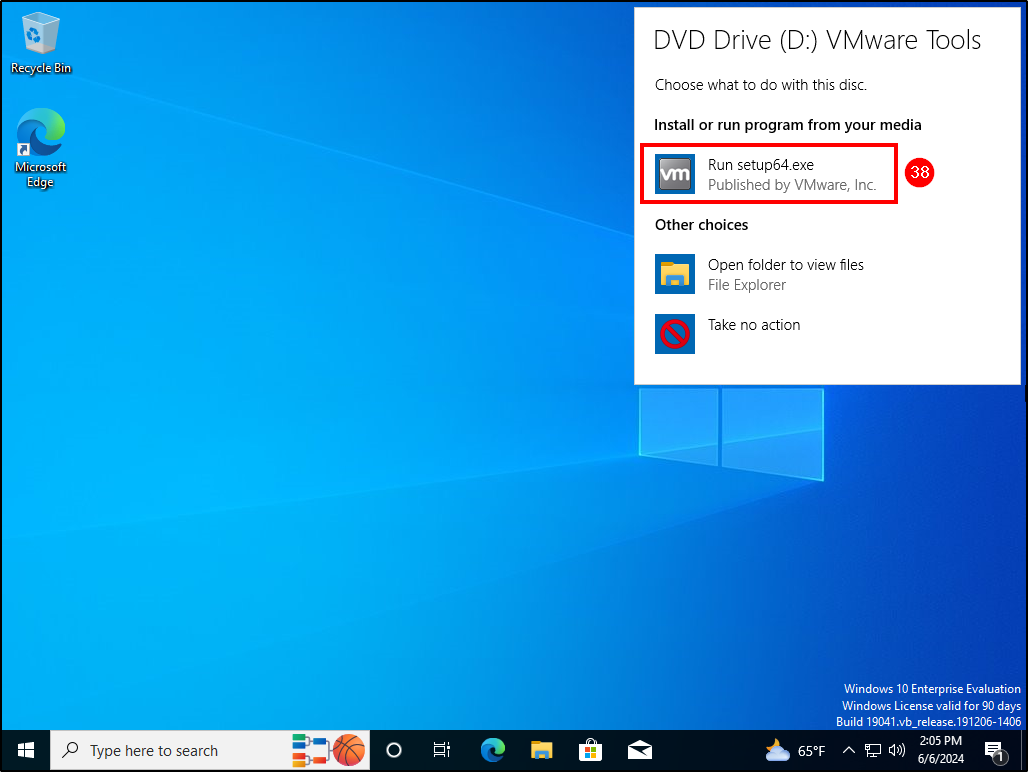 Recycle Bin
Microsoft
Edge
DVD Drive (D:) VMware Tools
Choose what to do with this disc.
Install or run program from your media
vm
Run setup64.exe
Published by VMware, Inc.
38
Other choices
Open folder to view files
File Explorer
Take no action
Windows 10 Enterprise Evaluation
Windows License valid for 90 days
Build 19041.vb_release.191206-1406
Type here to search
65°F
2:05 PM
6/6/2024
1